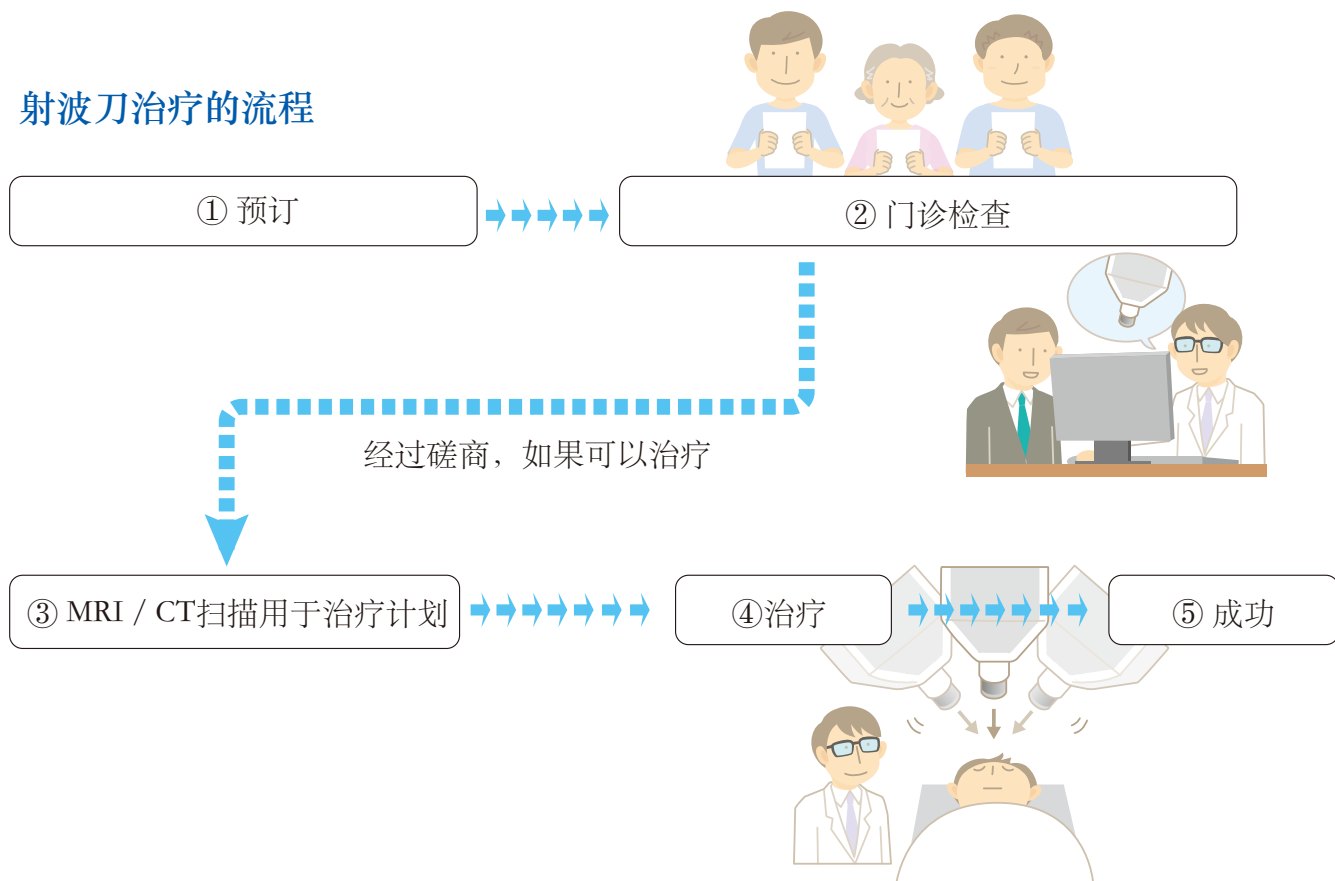 射波刀治疗的流程
① 预订
② 门诊检查
经过磋商，如果可以治疗
③ MRI / CT扫描用于治疗计划
④治疗
⑤ 成功